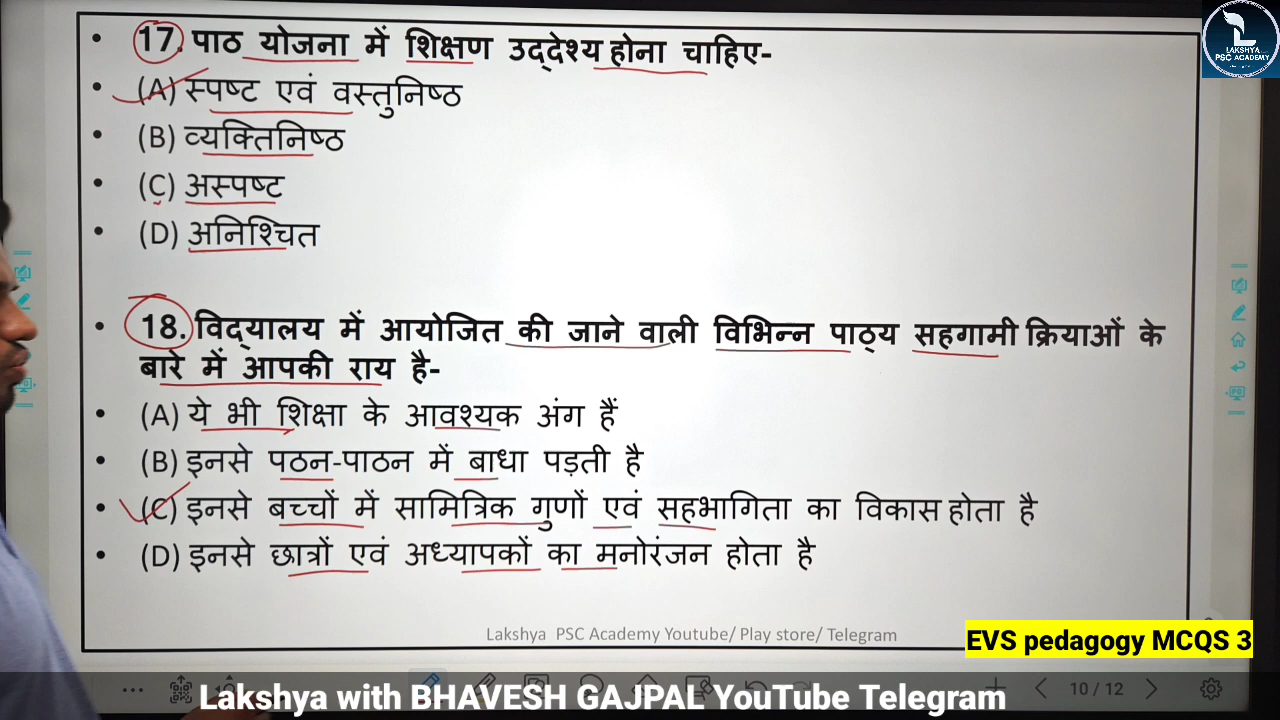 LAKSHYA
PSC ACADEMY
17. पाठ योजना में शिक्षण उद्देश्य होना चाहिए-
(A) स्पष्ट एवं वस्तुनिष्ठ
(B) व्यक्तिनिष्ठ
(C) अस्पष्ट
(D) अनिश्चित
18. विद्यालय में आयोजित की जाने वाली विभिन्न पाठ्य सहगामी क्रियाओं के
बारे में आपकी राय है-
(A) ये भी शिक्षा के आवश्यक अंग हैं
(B) इनसे पठन-पाठन में बाधा पड़ती है
(C) इनसे बच्चों में सामित्रिक गुणों एवं सहभागिता का विकास होता है
(D) इनसे छात्रों एवं अध्यापकों का मनोरंजन होता है
Lakshya PSC Academy Youtube/ Play store/ Telegram
EVS pedagogy MCQS 3
10 / 12
Lakshya with BHAVESH GAJPAL YouTube Telegram